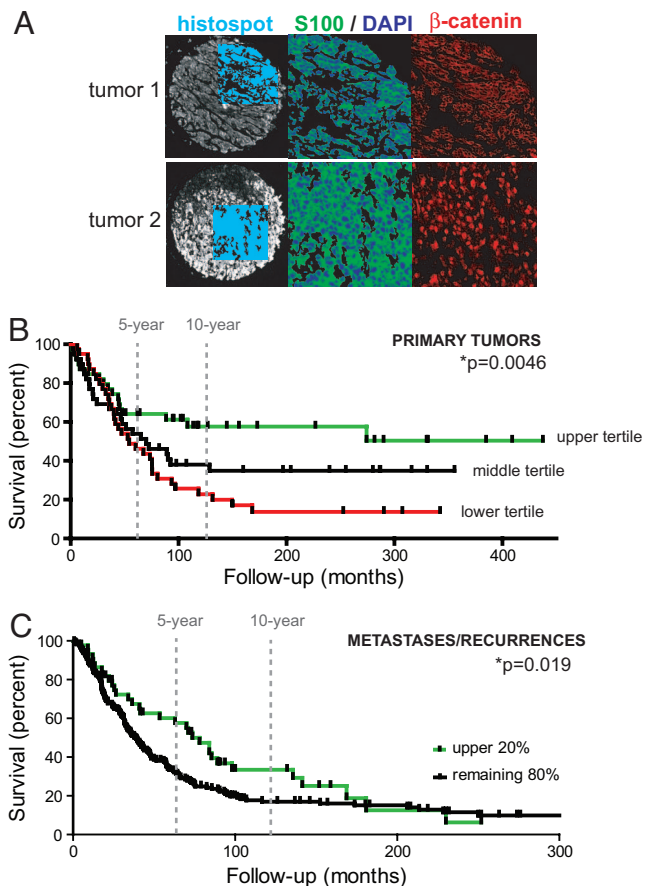 A
histospot S100 / DAPI β-catenin
tumor 1
tumor 2
B
5-year 10-year
PRIMARY TUMORS
*p=0.0046
Survival (percent)
100
80
60
40
20
0
upper tertile
middle tertile
lower tertile
0 100 200 300 400
Follow-up (months)
C
5-year 10-year
METASTASES/RECURRENCES
*p=0.019
Survival (percent)
100
80
60
40
20
0
upper 20%
remaining 80%
0 100 200 300
Follow-up (months)